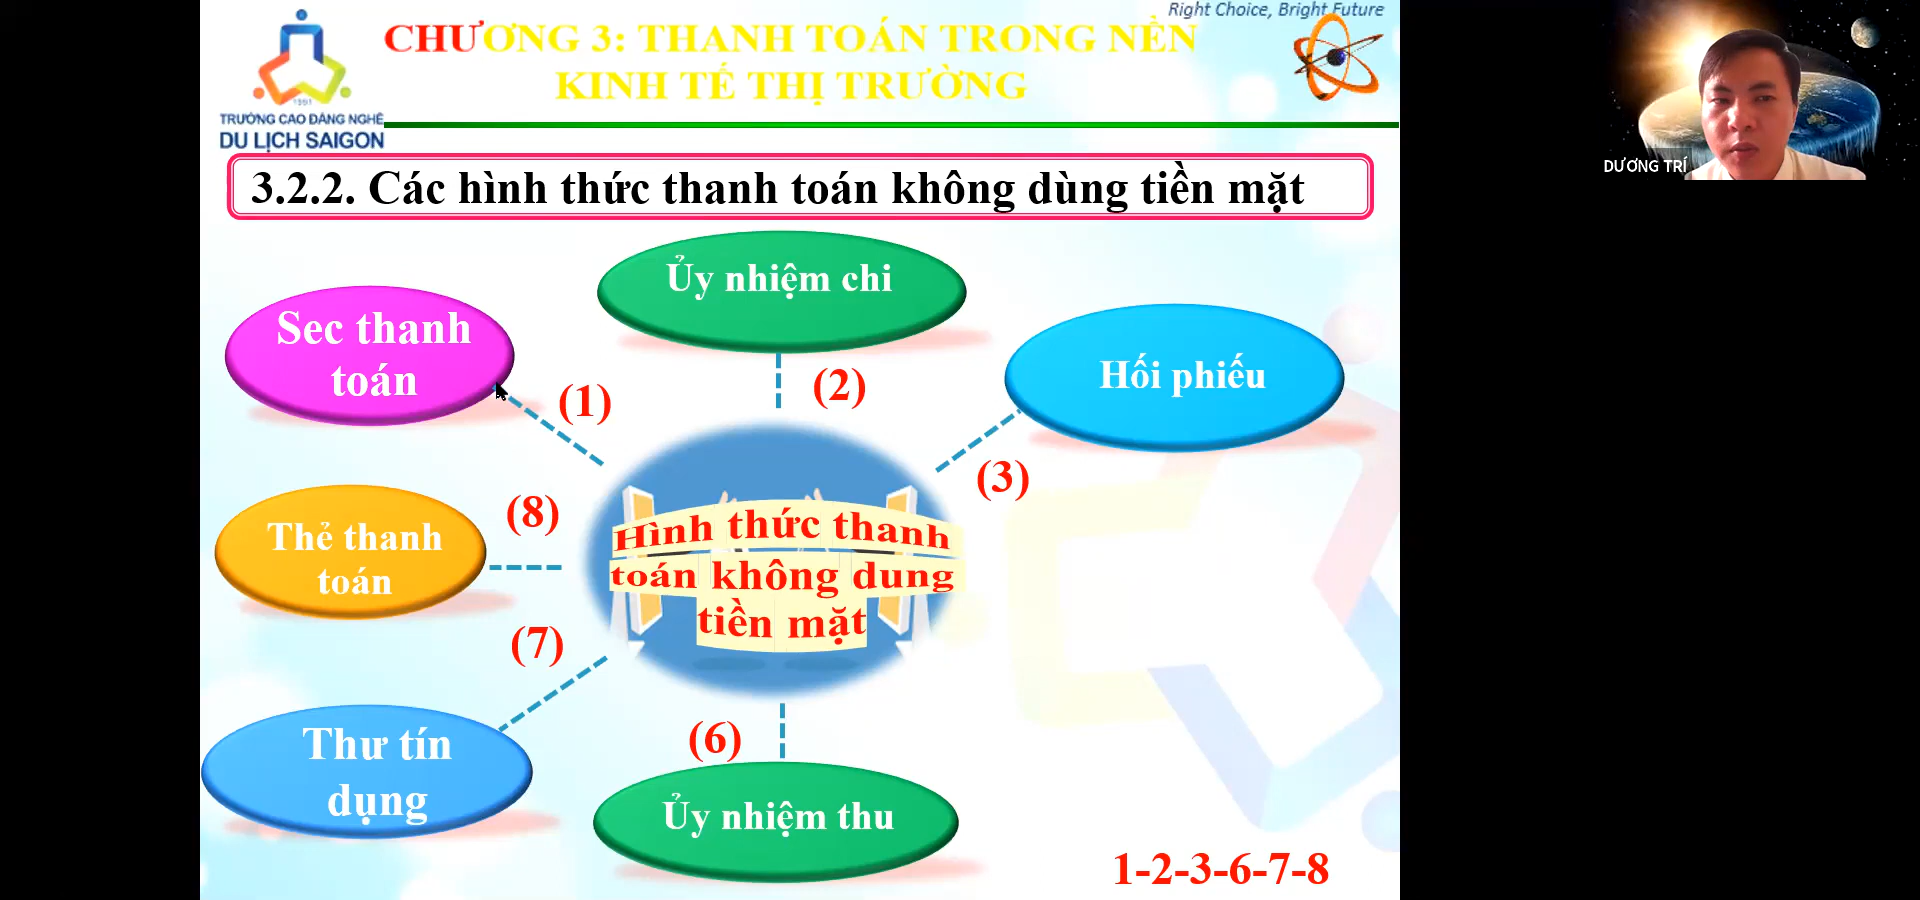 Right Choice, Bright Future
CHƯƠNG 3: THANH TOÁN TRONG NỀN
KINH TẾ THỊ TRƯỜNG
1991
TRƯỜNG CAO ĐẲNG NGHỀ
DU LỊCH SAIGON
DƯƠNG TRÍ
3.2.2. Các hình thức thanh toán không dùng tiền mặt
Ủy nhiệm chi
Sec thanh
toán
Hối phiếu
(1)
(2)
(3)
(8)
Thẻ thanh
toán
Hình thức thanh
toán không dung
tiền mặt
(7)
Thư tín
dụng
(6)
Ủy nhiệm thu
1-2-3-6-7-8